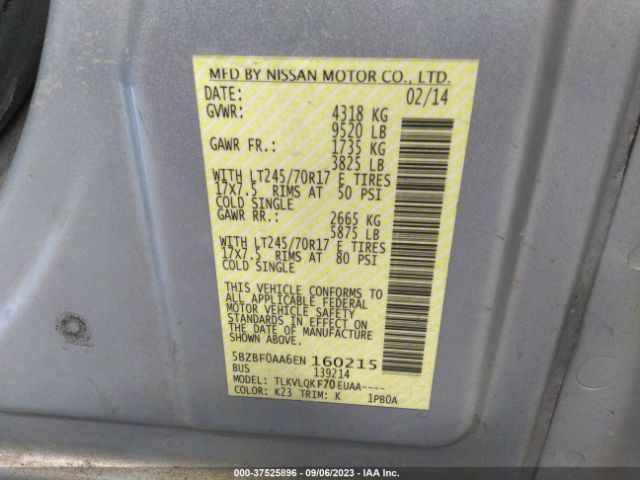 MFD BY NISSAN MOTOR CO., LTD.
DATE: 02/14
GVWR: 4318 KG
9520 LB
GAWR FR.: 1735 KG
3825 LB
WITH LT245/70R17 E TIRES
17X7.5 RIMS AT 50 PSI
COLD SINGLE
GAWR RR.: 2665 KG
5875 LB
WITH LT245/70R17 E TIRES
17X7.5 RIMS AT 80 PSI
COLD SINGLE
THIS VEHICLE CONFORMS TO
ALL APPLICABLE FEDERAL
MOTOR VEHICLE SAFETY
STANDARDS IN EFFECT ON
THE DATE OF MANUFACTURE
SHOWN ABOVE.
5BZBF0AA6EN 160215
BUS 139214
MODEL: TLKVLQK F70 EUAA----
COLOR: K23 TRIM: K 1PB0A
000-37525896 - 09/06/2023 - IAA Inc.